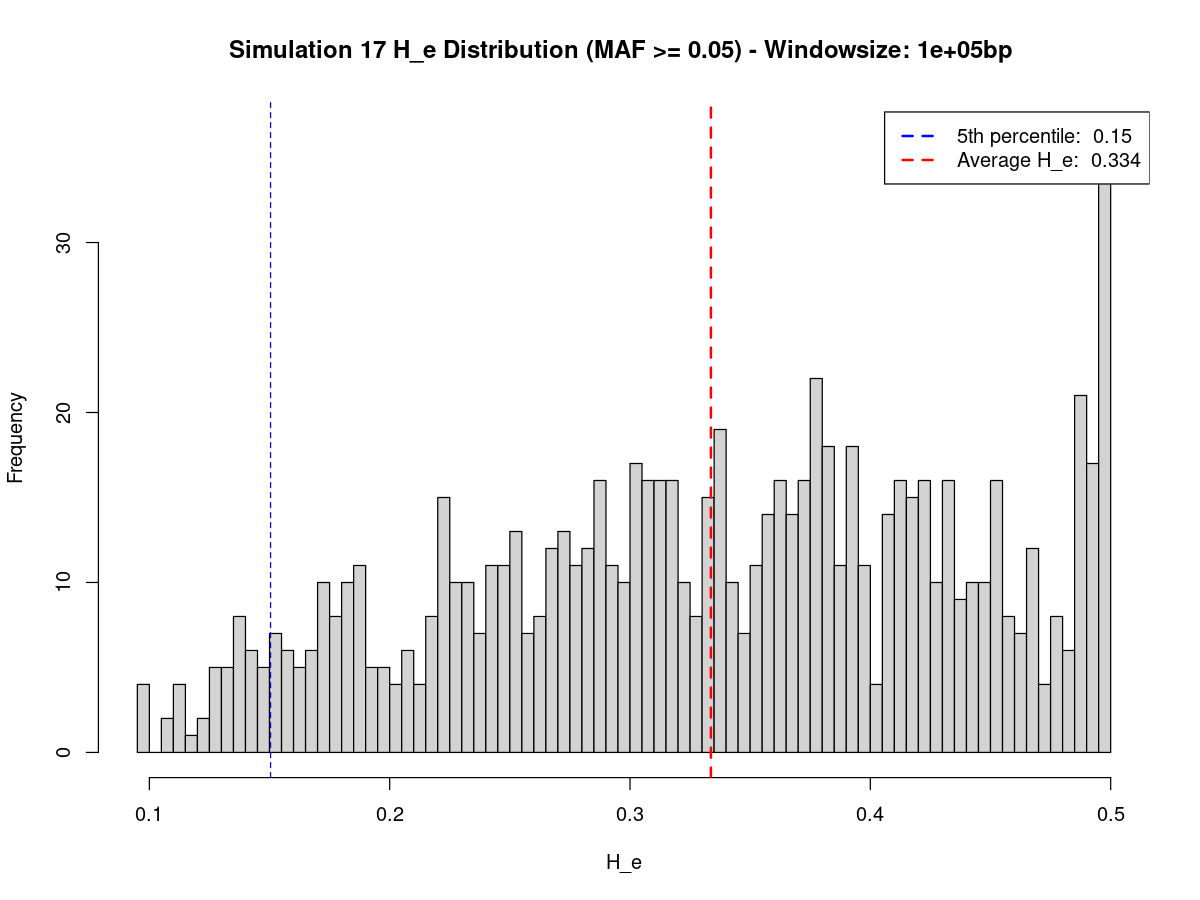 Simulation 17 H_e Distribution (MAF >= 0.05) - Windowsize: 1e+05bp
5th percentile: 0.15
Average H_e: 0.334
Frequency
30
20
10
0
0.1 0.2 0.3 0.4 0.5
H_e